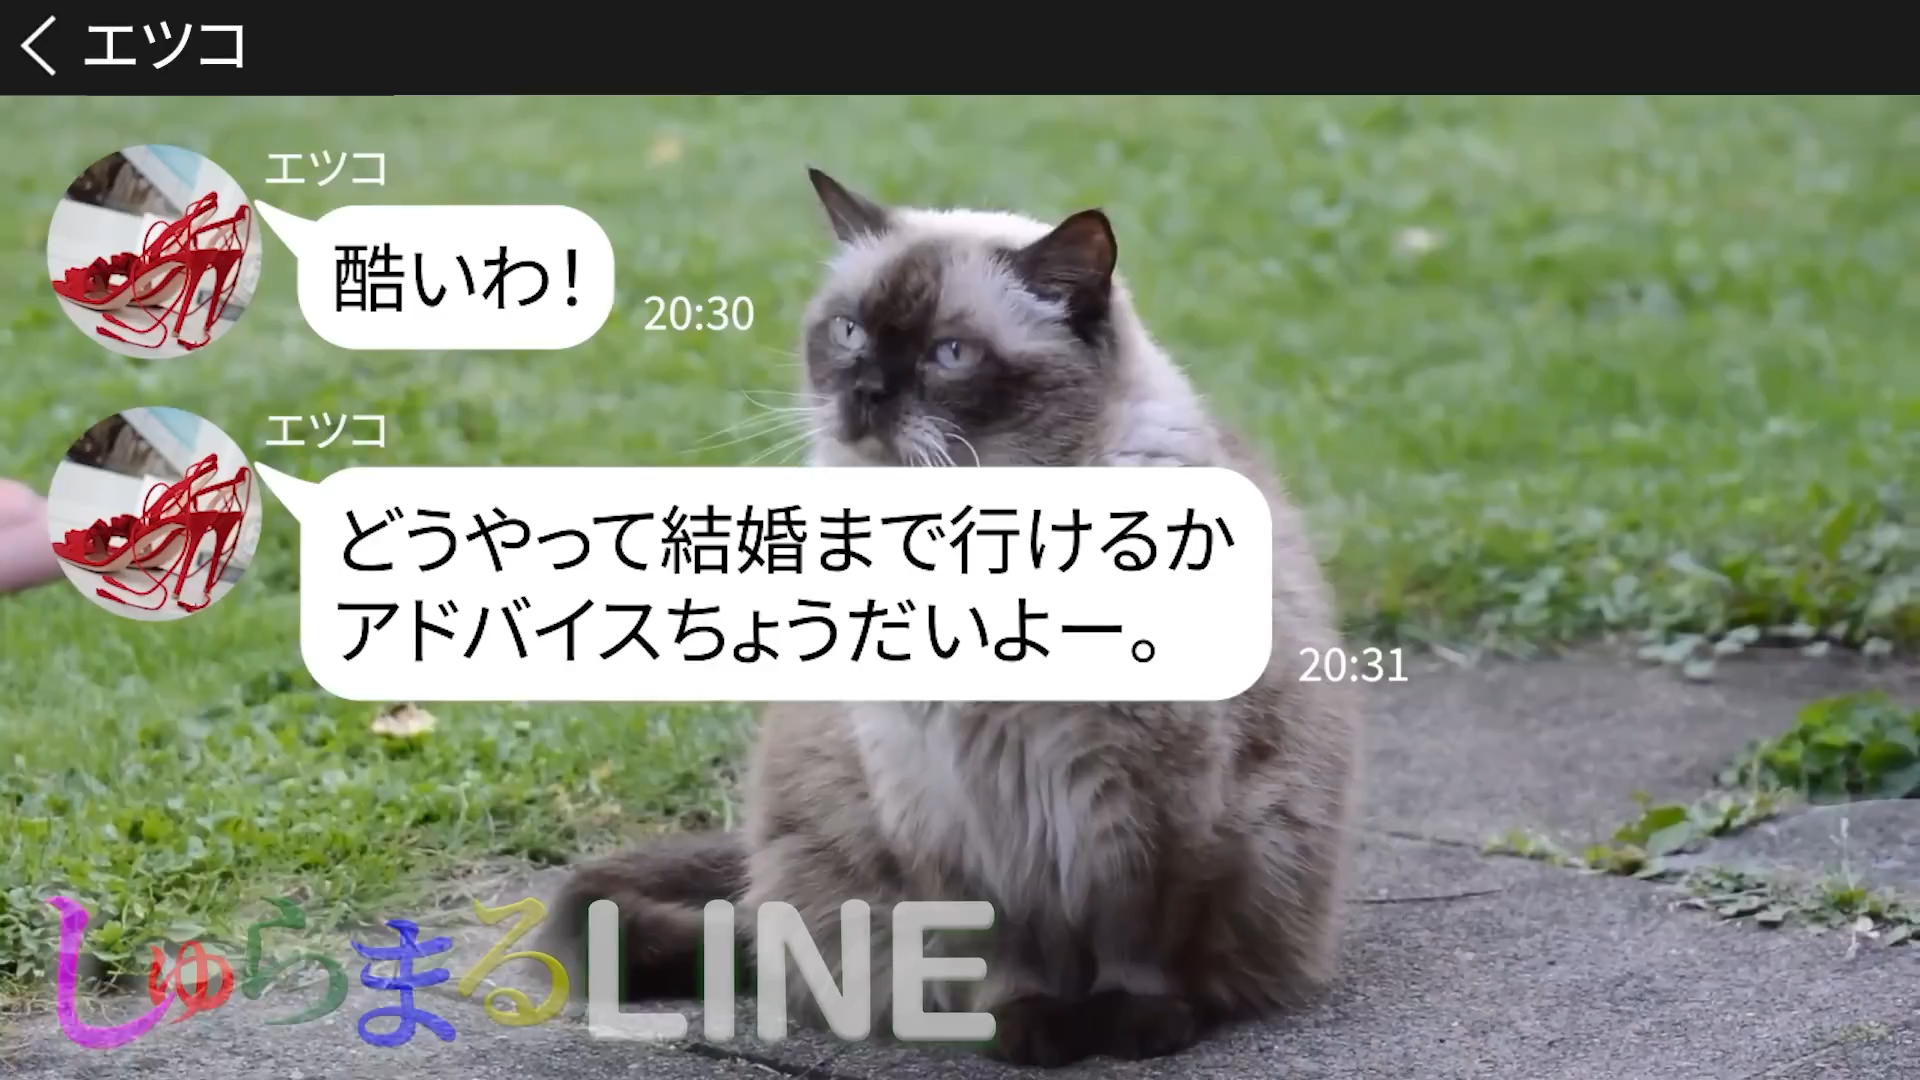 エツコ
エツコ
酷いわ！
20:30
エツコ
どうやって結婚まで行けるか
アドバイスちょうだいよー。
20:31
しゅらまるLINE